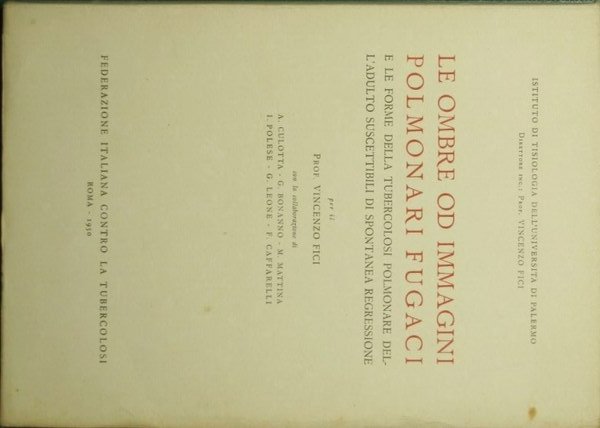 ISTITUTO DI TISIOLOGIA DELL'UNIVERSITÀ DI PALERMO
DIRETTORE INC.: PROF. VINCENZO FICI
LE OMBRE OD IMMAGINI
POLMONARI FUGACI
E LE FORME DELLA TUBERCOLOSI POLMONARE DEL-
L'ADULTO SUSCETTIBILI DI SPONTANEA REGRESSIONE
per il
PROF. VINCENZO FICI
con la collaborazione di
A. CULOTTA - G. BONANNO - M. MATTINA
I. POLESE - G. LEONE - F. CAFFARELLI
FEDERAZIONE ITALIANA CONTRO LA TUBERCOLOSI
ROMA - 1950